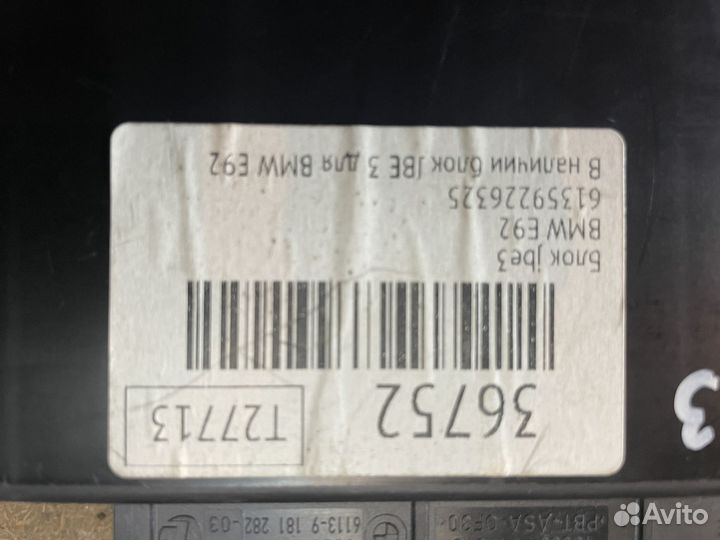 36752
T27713
Блок jbe3
BMW E92
61359226325
В наличии блок JBE 3 для BMW E92
3
6113-9 181 282-03
PBT-ASA-GF30
Avito